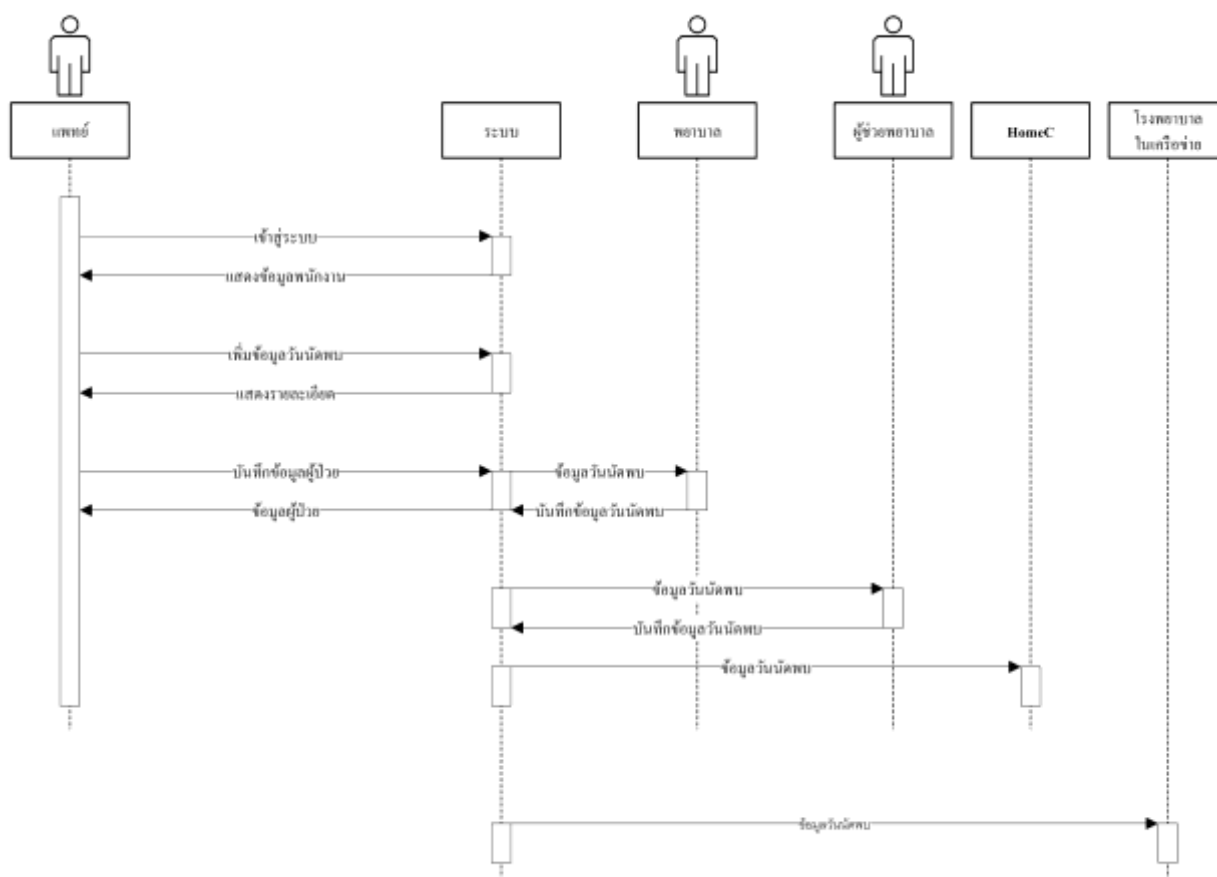 แพทย์
ระบบ
พยาบาล
ผู้ช่วยพยาบาล
HomeC
โรงพยาบาล
ในเครือข่าย
เข้าสู่ระบบ
แสดงข้อมูลพนักงาน
เพิ่มข้อมูลวันนัดพบ
แสดงรายละเอียด
บันทึกข้อมูลผู้ป่วย
ข้อมูลวันนัดพบ
ข้อมูลผู้ป่วย
บันทึกข้อมูลวันนัดพบ
ข้อมูลวันนัดพบ
บันทึกข้อมูลวันนัดพบ
ข้อมูลวันนัดพบ
ข้อมูลวันนัดพบ